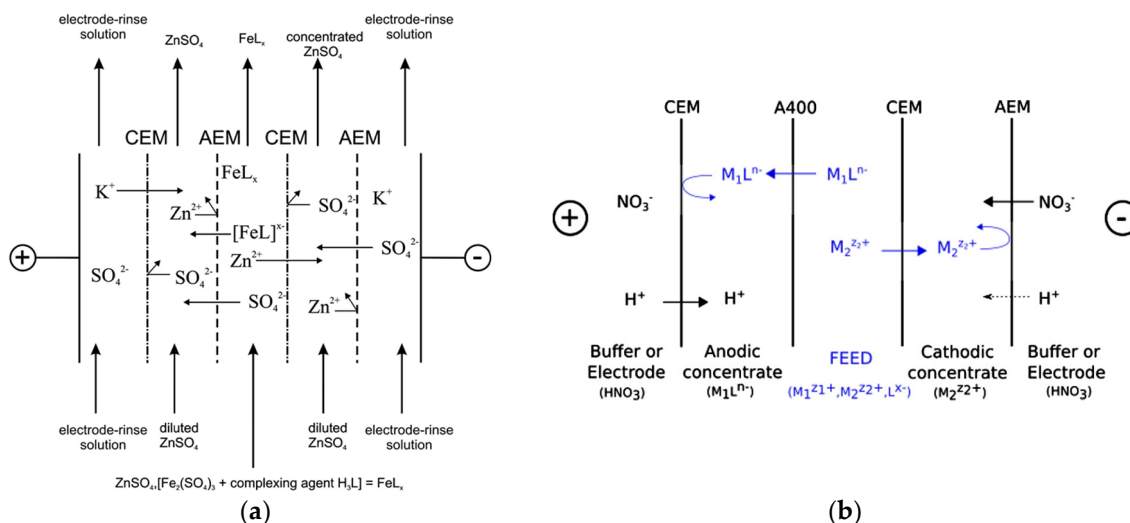 electrode-rinse
solution
ZnSO₄
FeLₓ
concentrated
ZnSO₄
electrode-rinse
solution
CEM
AEM
CEM
AEM
K⁺
FeLₓ
Zn²⁺
SO₄²⁻
K⁺
[FeL]ˣ⁻
SO₄²⁻
Zn²⁺
SO₄²⁻
SO₄²⁻
SO₄²⁻
Zn²⁺
+
-
electrode-rinse
solution
diluted
ZnSO₄
diluted
ZnSO₄
electrode-rinse
solution
ZnSO₄,[Fe₂(SO₄)₃ + complexing agent H₃L] = FeLₓ
(a)
CEM
A400
CEM
AEM
M₁Lⁿ⁻
M₁Lⁿ⁻
NO₃⁻
NO₃⁻
+
-
M₂ᶻ²⁺
M₂ᶻ²⁺
H⁺
H⁺
H⁺
Buffer or
Electrode
(HNO₃)
Anodic
concentrate
(M₁Lⁿ⁻)
FEED
(M₁ᶻ¹⁺,M₂ᶻ²⁺,Lˣ⁻)
Cathodic
concentrate
(M₂ᶻ²⁺)
Buffer or
Electrode
(HNO₃)
(b)